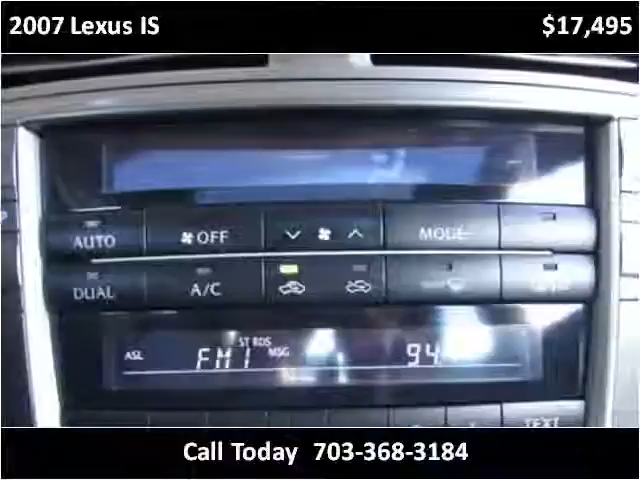 2007 Lexus IS $17,495
AUTO OFF MODE
DUAL A/C
ST RDS
ASL FM1 MSG 94
TEXT
Call Today 703-368-3184